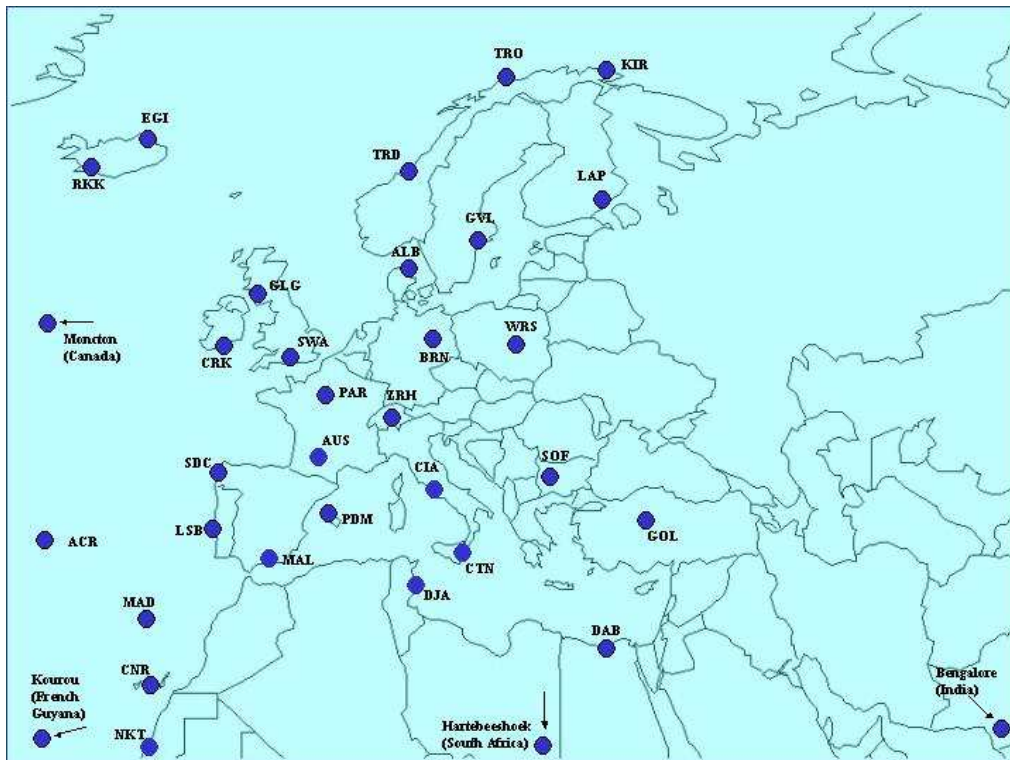 TRO
KIR
EGI
TRD
RKK
LAP
GVL
ALB
GLG
Moncton
(Canada)
WRS
SWA
CRK
BRN
PAR
ZRH
AUS
SDC
CIA
SOF
PDM
LSB
GOL
ACR
MAL
CTN
DJA
MAD
DAB
CNR
Kourou
(French
Guyana)
Bengalore
(India)
Hartebeeshoek
(South Africa)
NKT